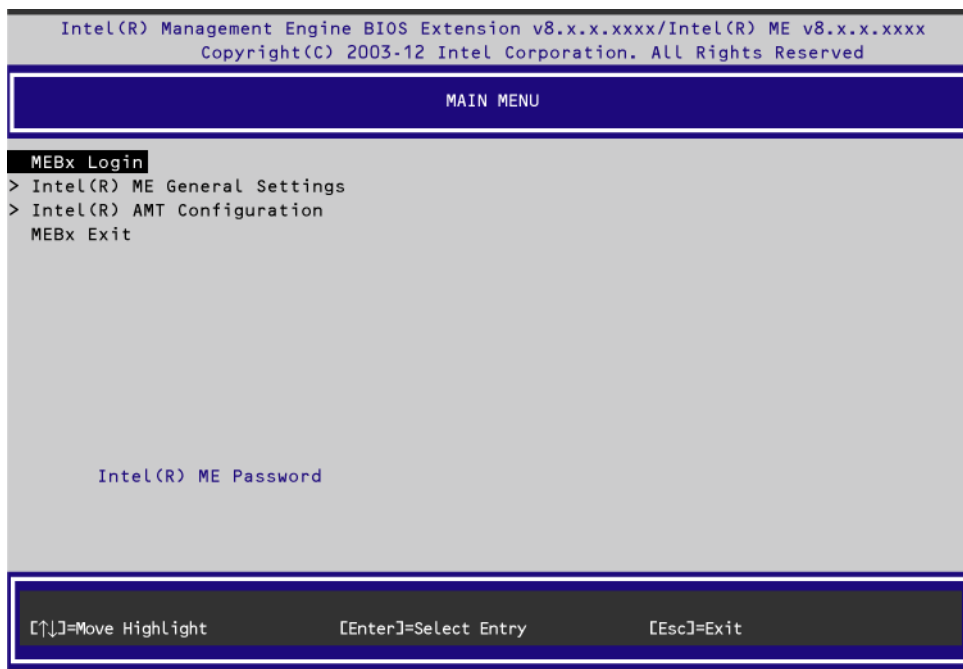 Intel(R) Management Engine BIOS Extension v8.x.x.xxxx/Intel(R) ME v8.x.x.xxxx
Copyright(C) 2003-12 Intel Corporation. All Rights Reserved
MAIN MENU
MEBx Login
> Intel(R) ME General Settings
> Intel(R) AMT Configuration
MEBx Exit
Intel(R) ME Password
[↑↓]=Move Highlight [Enter]=Select Entry [Esc]=Exit